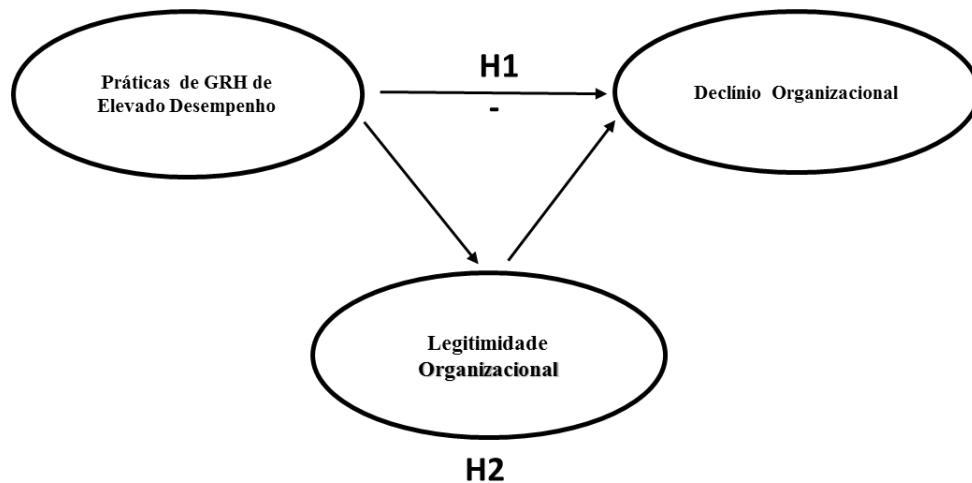 Práticas de GRH de
Elevado Desempenho
H1
-
Declínio Organizacional
Legitimidade
Organizacional
H2